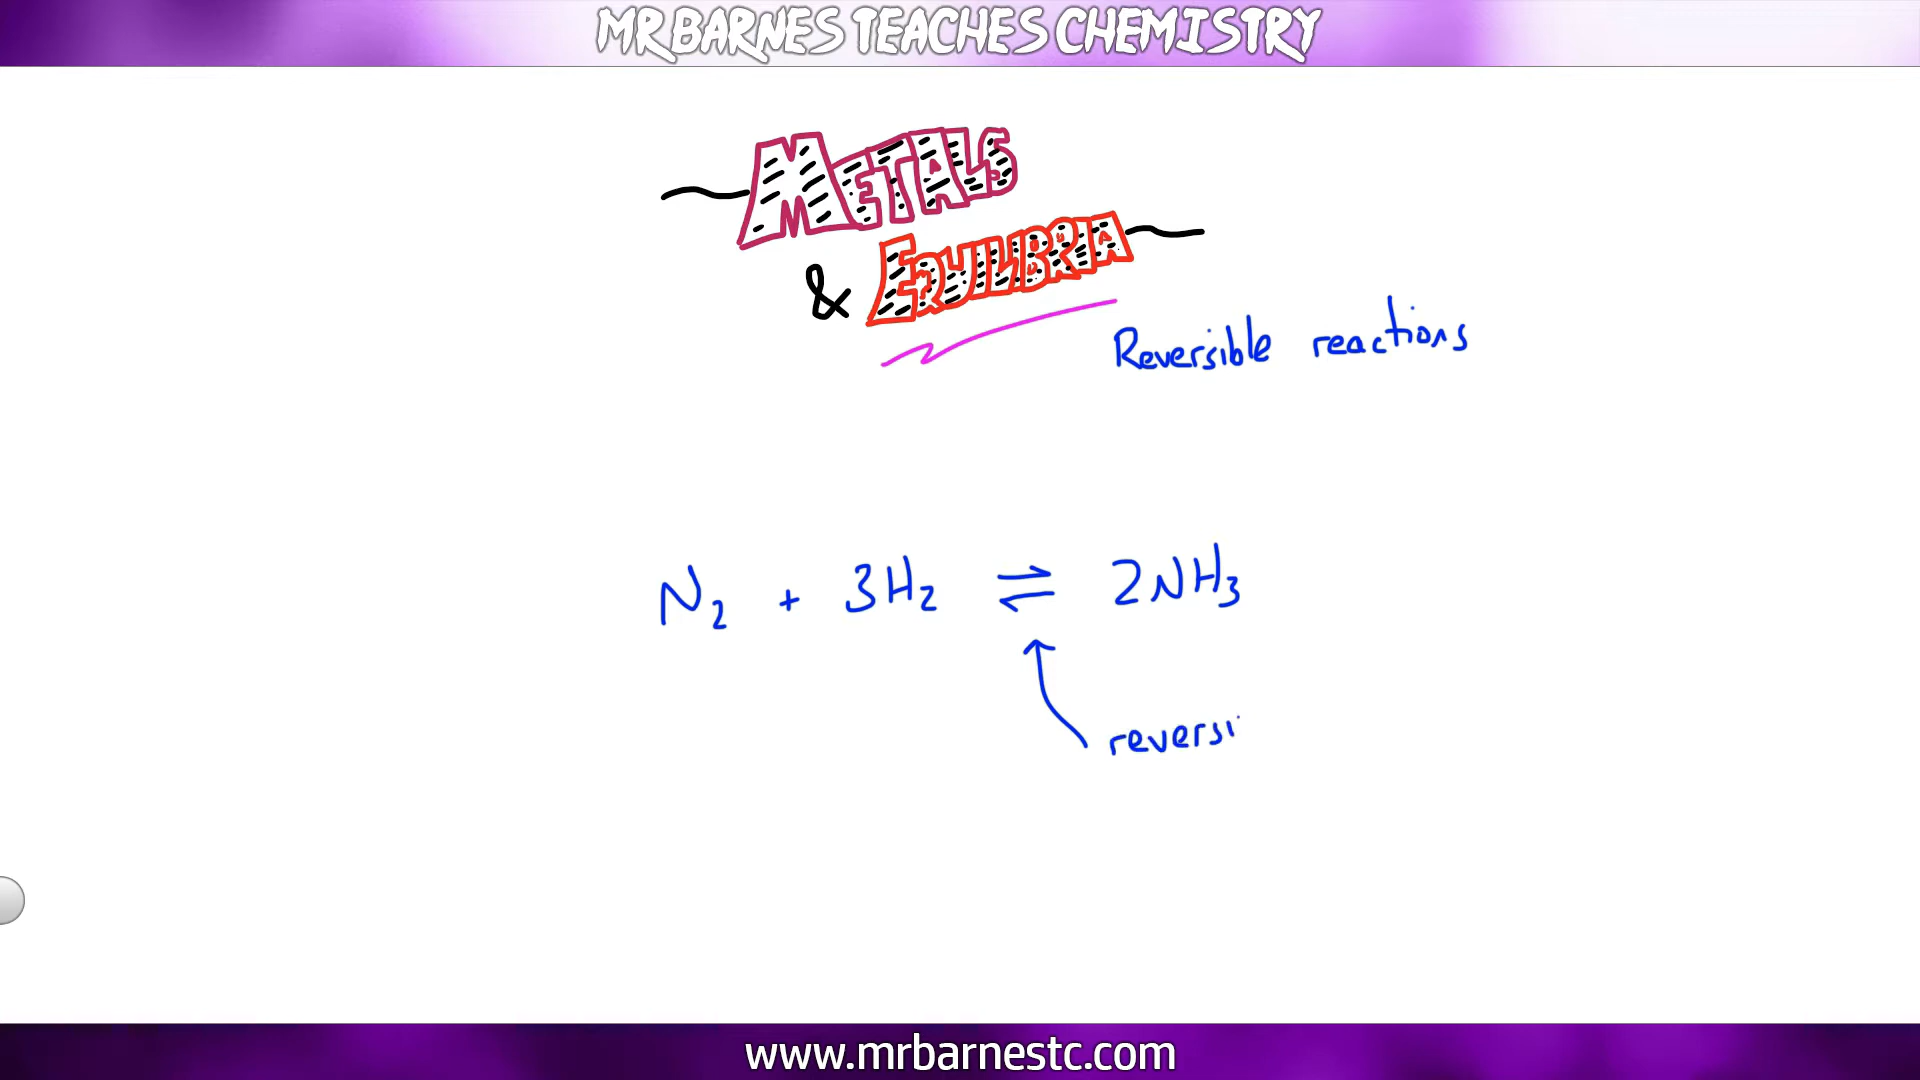 MR BARNES TEACHES CHEMISTRY
METALS
& EQUILIBRIA
Reversible reactions
N₂ + 3H₂ ⇌ 2NH₃
reversi
www.mrbarnestc.com